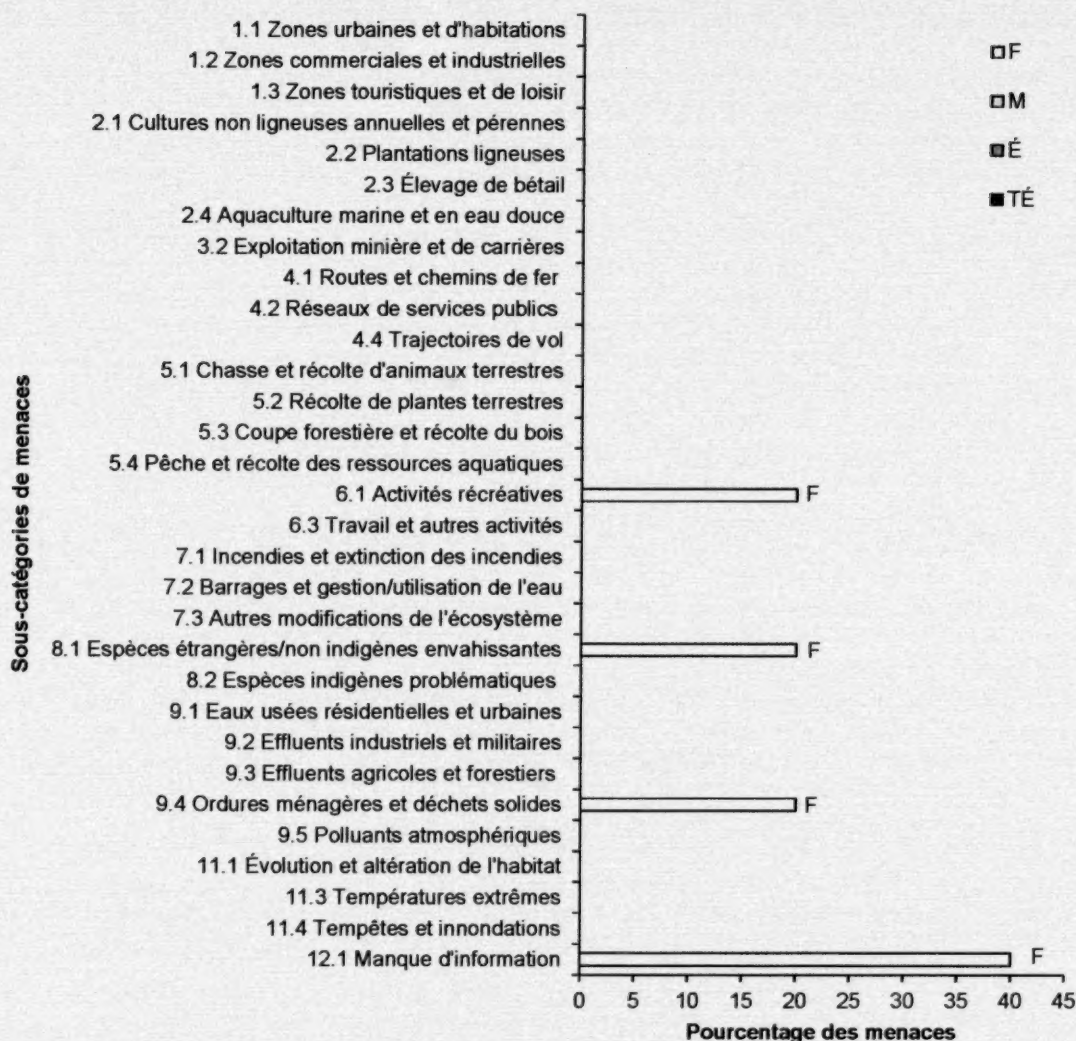 1.1 Zones urbaines et d'habitations
1.2 Zones commerciales et industrielles
1.3 Zones touristiques et de loisir
2.1 Cultures non ligneuses annuelles et pérennes
2.2 Plantations ligneuses
2.3 Élevage de bétail
2.4 Aquaculture marine et en eau douce
3.2 Exploitation minière et de carrières
4.1 Routes et chemins de fer
4.2 Réseaux de services publics
4.4 Trajectoires de vol
5.1 Chasse et récolte d'animaux terrestres
5.2 Récolte de plantes terrestres
5.3 Coupe forestière et récolte du bois
5.4 Pêche et récolte des ressources aquatiques
6.1 Activités récréatives F
6.3 Travail et autres activités
7.1 Incendies et extinction des incendies
7.2 Barrages et gestion/utilisation de l'eau
7.3 Autres modifications de l'écosystème
8.1 Espèces étrangères/non indigènes envahissantes F
8.2 Espèces indigènes problématiques
9.1 Eaux usées résidentielles et urbaines
9.2 Effluents industriels et militaires
9.3 Effluents agricoles et forestiers
9.4 Ordures ménagères et déchets solides F
9.5 Polluants atmosphériques
11.1 Évolution et altération de l'habitat
11.3 Températures extrêmes
11.4 Tempêtes et innondations
12.1 Manque d'information F
Sous-catégories de menaces
0 5 10 15 20 25 30 35 40 45
Pourcentage des menaces
F
M
É
TÉ